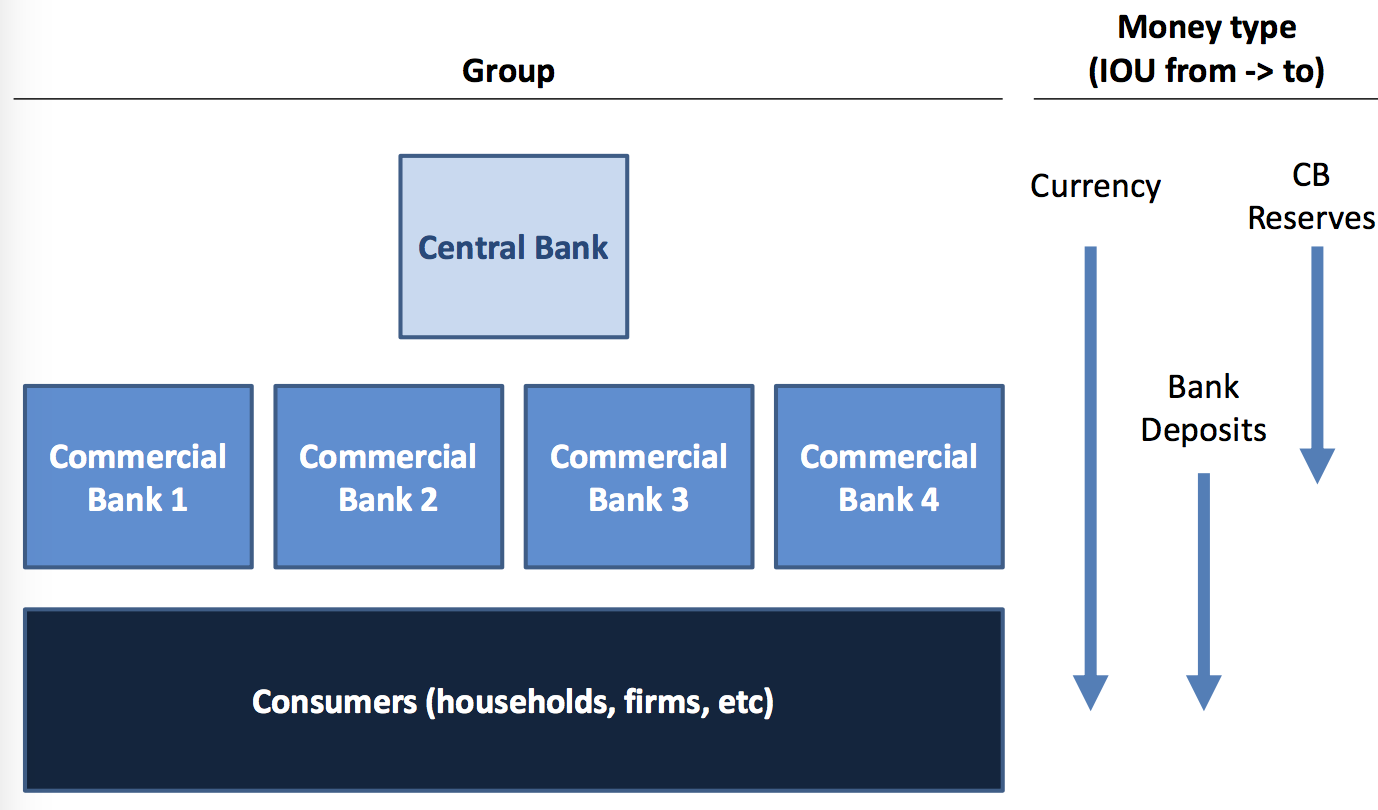 Group
Money type
(IOU from -> to)
Currency
CB
Reserves
Central Bank
Bank
Deposits
Commercial
Bank 1
Commercial
Bank 2
Commercial
Bank 3
Commercial
Bank 4
Consumers (households, firms, etc)